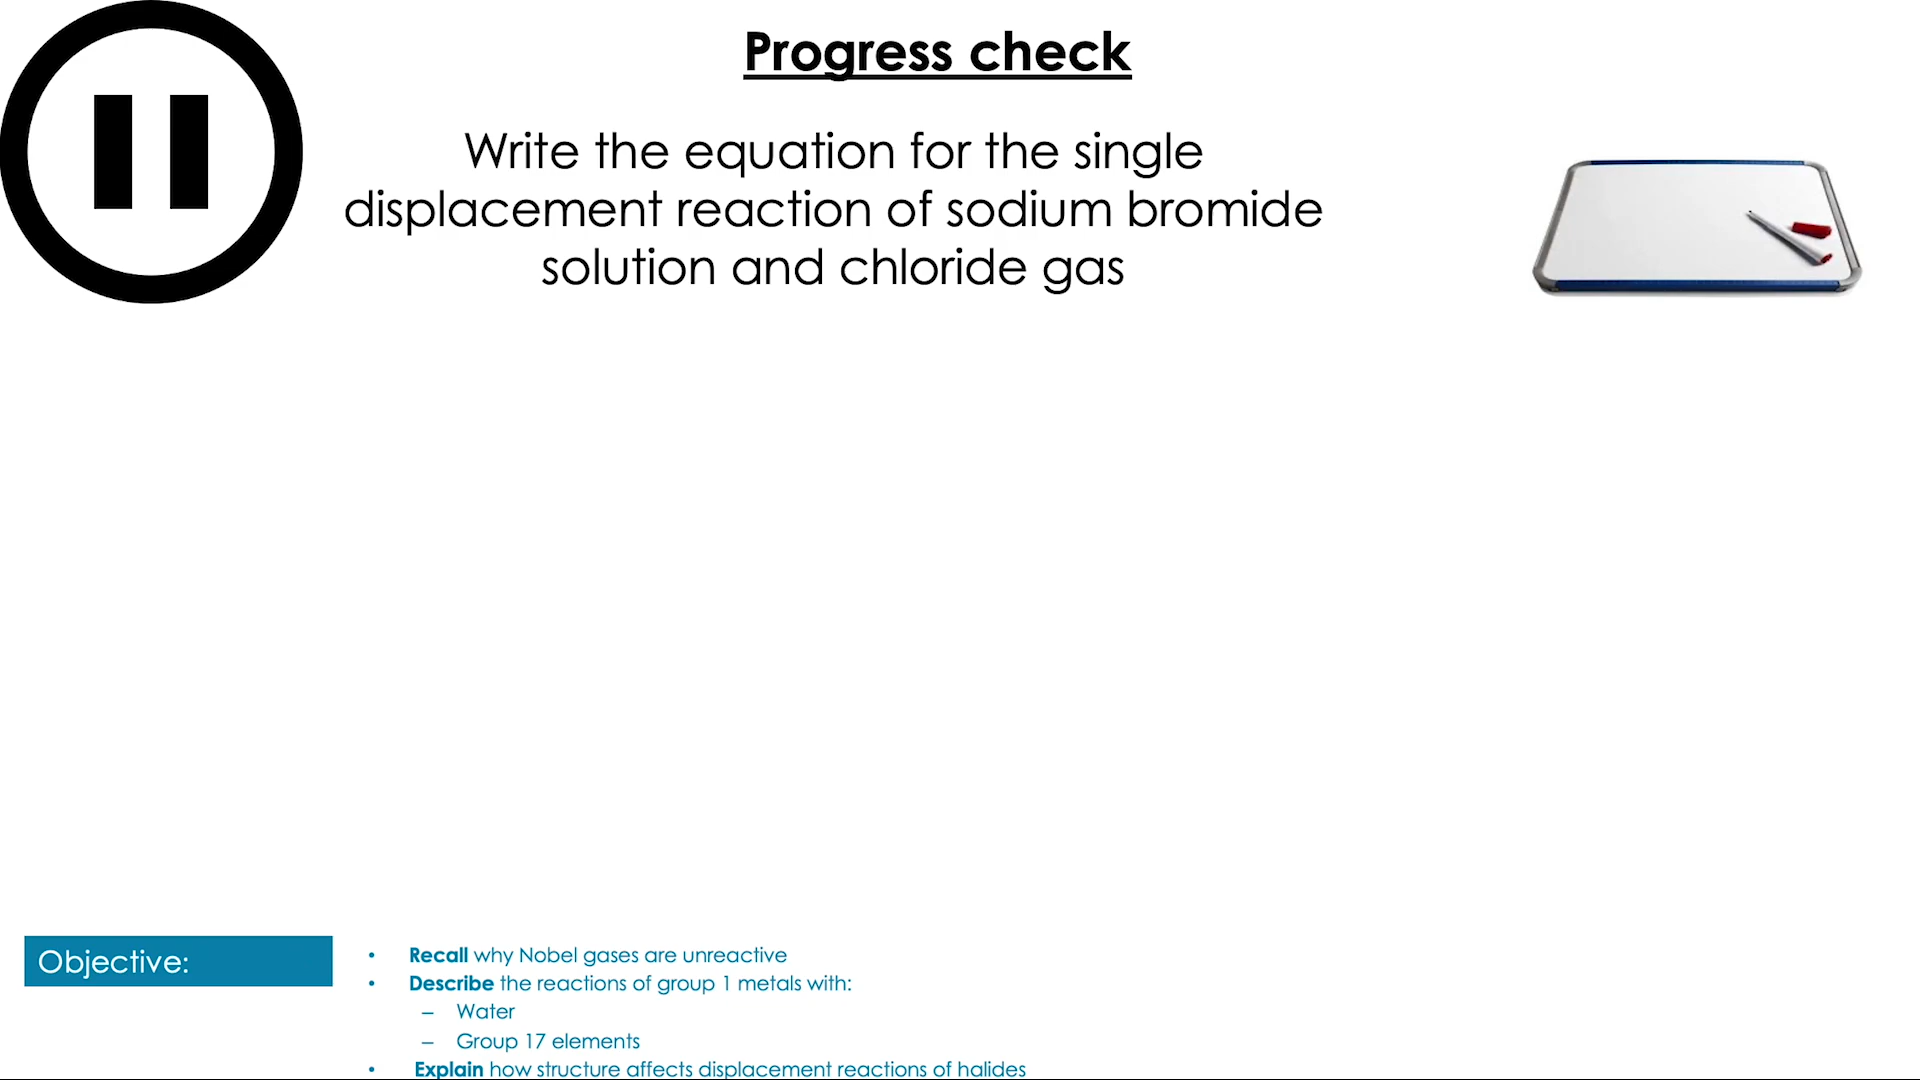 Progress check
Write the equation for the single
displacement reaction of sodium bromide
solution and chloride gas
Objective:
• Recall why Nobel gases are unreactive
• Describe the reactions of group 1 metals with:
– Water
– Group 17 elements
• Explain how structure affects displacement reactions of halides